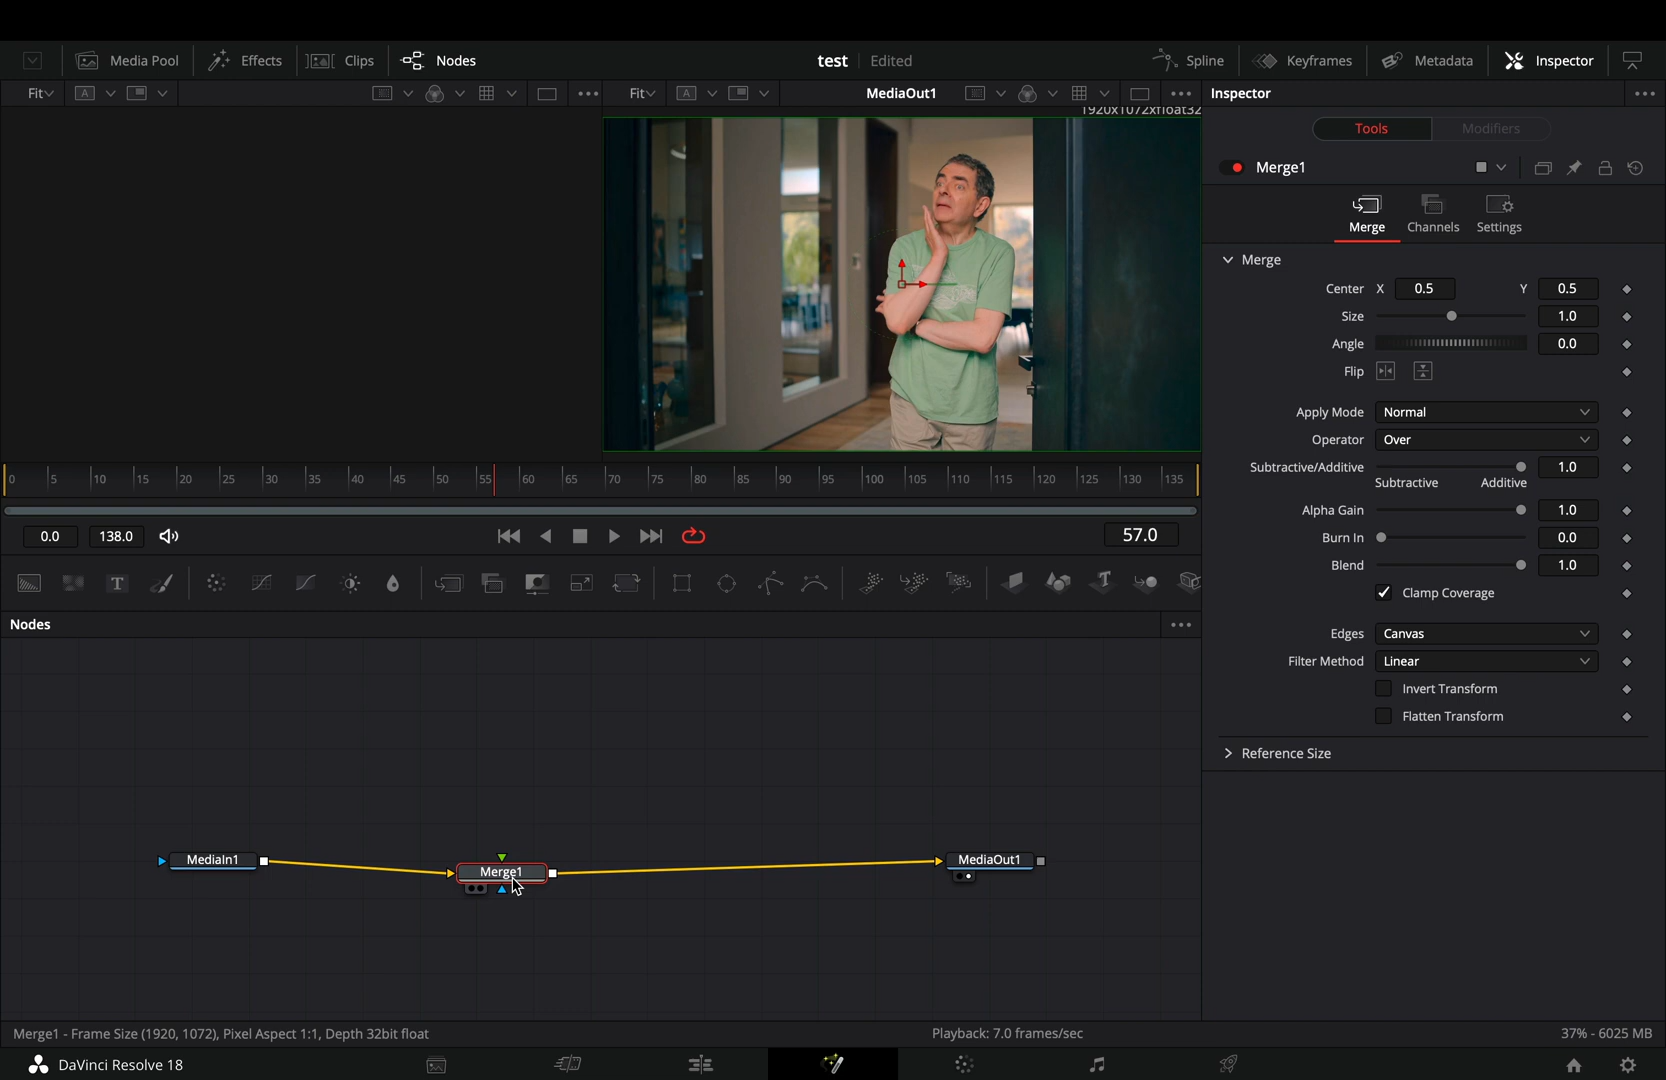 Media Pool Effects Clips Nodes test Edited Spline Keyframes Metadata Inspector
Fit A Fit A MediaOut1 Inspector
1920x1072xfloat32
Tools Modifiers
Merge1
Merge Channels Settings
Merge
Center X 0.5 Y 0.5
Size 1.0
Angle 0.0
Flip
Apply Mode Normal
Operator Over
Subtractive/Additive 1.0
Subtractive Additive
Alpha Gain 1.0
Burn In 0.0
Blend 1.0
Clamp Coverage
Edges Canvas
Filter Method Linear
Invert Transform
Flatten Transform
Reference Size
0 5 10 15 20 25 30 35 40 45 50 55 60 65 70 75 80 85 90 95 100 105 110 115 120 125 130 135
0.0 138.0 57.0
T T
Nodes
MediaIn1 Merge1 MediaOut1
Merge1 - Frame Size (1920, 1072), Pixel Aspect 1:1, Depth 32bit float Playback: 7.0 frames/sec 37% - 6025 MB
DaVinci Resolve 18